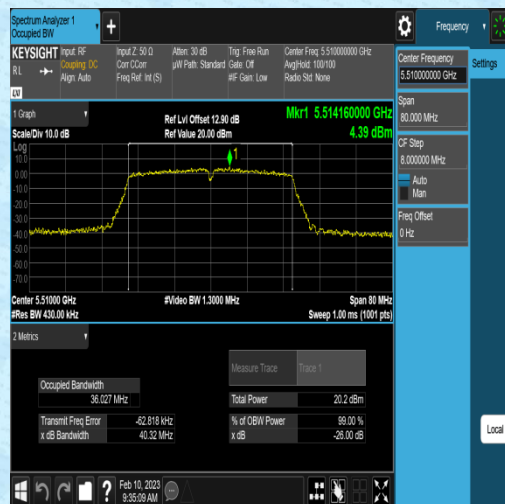 Spectrum Analyzer 1
Occupied BW
Frequency
KEYSIGHT Input: RF Input Z: 50 Ω Atten: 30 dB Trig: Free Run Center Freq: 5.510000000 GHz
R L Coupling: DC Corr CCorr µW Path: Standard Gate: Off Avg|Hold: 100/100
Align: Auto Freq Ref: Int (S) #IF Gain: Low Radio Std: None
LXI
Center Frequency
5.510000000 GHz
Settings
Span
80.000 MHz
CF Step
8.000000 MHz
Auto
Man
Freq Offset
0 Hz
1 Graph
Ref Lvl Offset 12.90 dB
Mkr1 5.514160000 GHz
Scale/Div 10.0 dB
Ref Value 20.00 dBm
4.39 dBm
Log
1
10.0
0.00
-10.0
-20.0
-30.0
-40.0
-50.0
-60.0
-70.0
Center 5.51000 GHz #Video BW 1.3000 MHz Span 80 MHz
#Res BW 430.00 kHz Sweep 1.00 ms (1001 pts)
2 Metrics
Measure Trace Trace 1
Occupied Bandwidth
36.027 MHz
Total Power 20.2 dBm
Transmit Freq Error -62.818 kHz % of OBW Power 99.00 %
x dB Bandwidth 40.32 MHz x dB -26.00 dB
Local
? Feb 10, 2023
9:35:09 AM